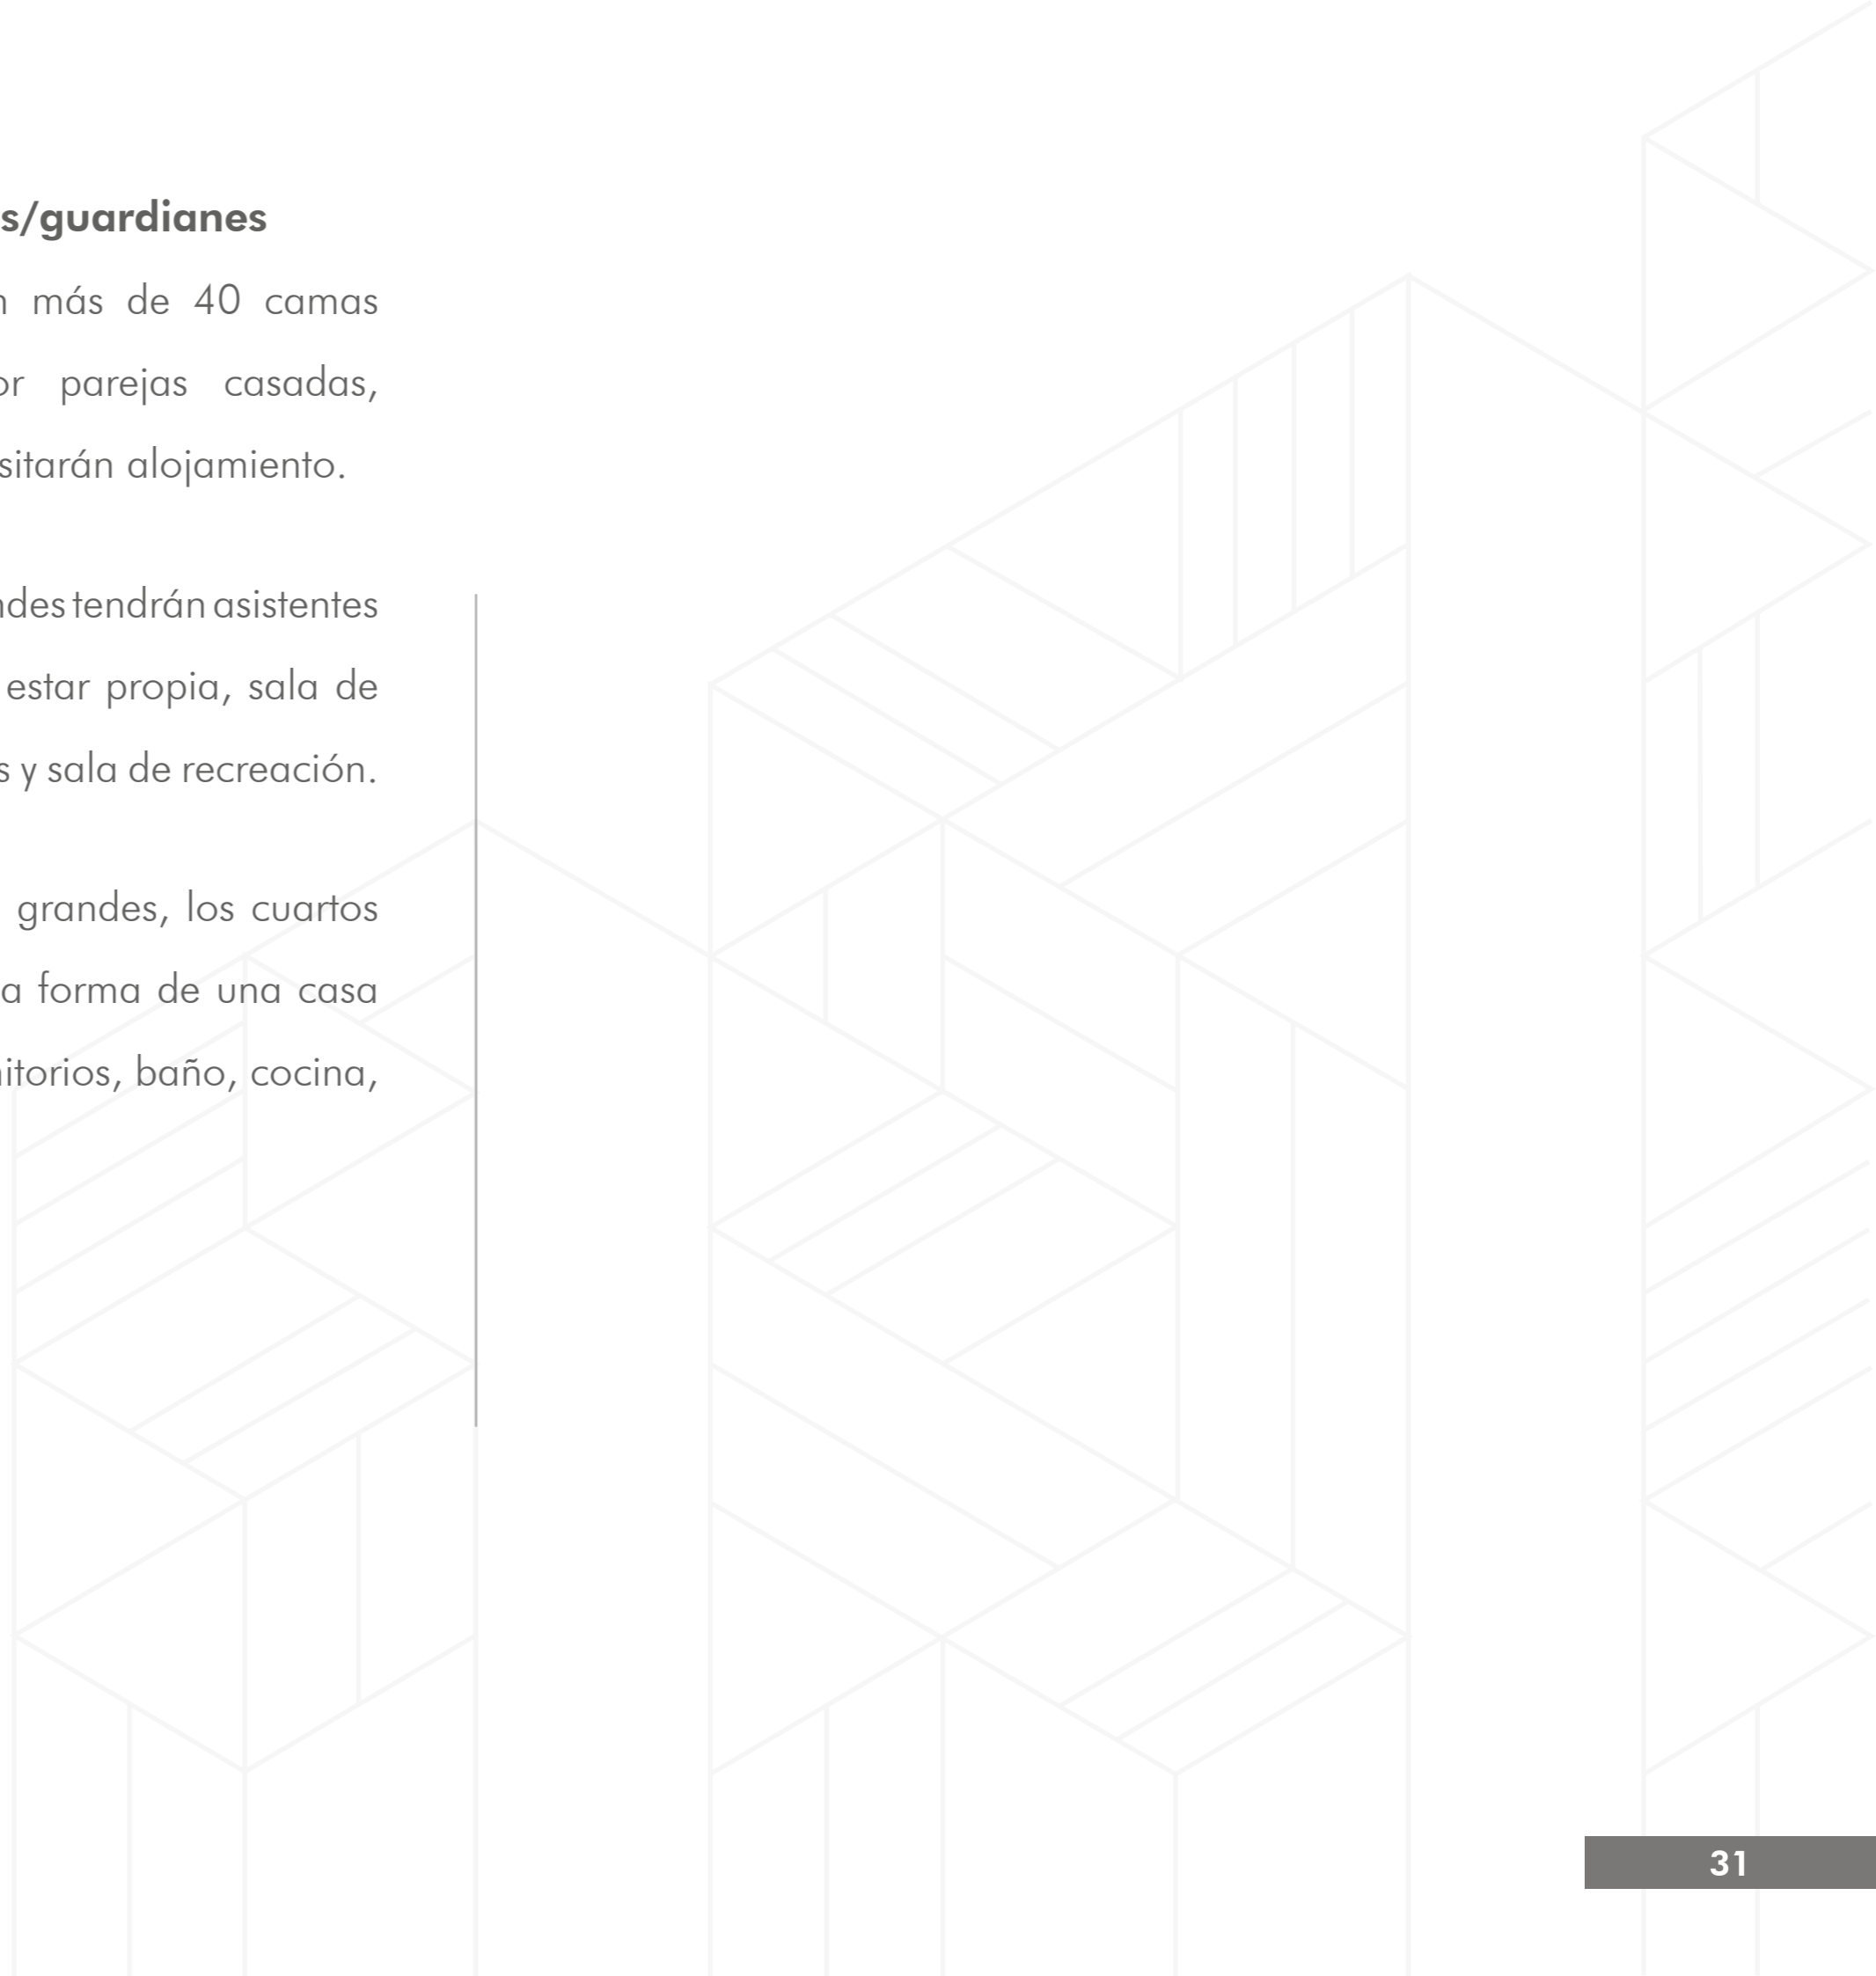 s/guardianes
más de 40 camas
or parejas casadas,
sitarán alojamiento.
ndes tendrán asistentes
estar propia, sala de
s y sala de recreación.
grandes, los cuartos
a forma de una casa
itorios, baño, cocina,
31